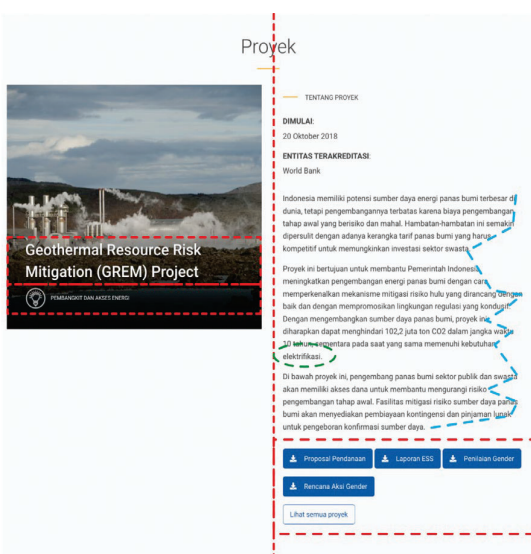 Proyek
Geothermal Resource Risk
Mitigation (GREM) Project
PEMBANGKIT DAN AKSES ENERGI
TENTANG PROYEK
DIMULAI:
20 Oktober 2018
ENTITAS TERAKREDITASI:
World Bank
Indonesia memiliki potensi sumber daya energi panas bumi terbesar di
dunia, tetapi pengembangannya terbatas karena biaya pengembangan
tahap awal yang berisiko dan mahal. Hambatan-hambatan ini semakin
dipersulit dengan adanya kerangka tarif panas bumi yang harus
kompetitif untuk memungkinkan investasi sektor swasta.
Proyek ini bertujuan untuk membantu Pemerintah Indonesia
meningkatkan pengembangan energi panas bumi dengan cara
memperkenalkan mekanisme mitigasi risiko hulu yang dirancang dengan
baik dan dengan mempromosikan lingkungan regulasi yang kondusif.
Dengan mengembangkan sumber daya panas bumi, proyek ini
diharapkan dapat menghindari 102,2 juta ton CO2 dalam jangka waktu
10 tahun, sementara pada saat yang sama memenuhi kebutuhan
elektrifikasi.
Di bawah proyek ini, pengembang panas bumi sektor publik dan swasta
akan memiliki akses dana untuk membantu mengurangi risiko
pengembangan tahap awal. Fasilitas mitigasi risiko sumber daya panas
bumi akan menyediakan pembiayaan kontingensi dan pinjaman lunak
untuk pengeboran konfirmasi sumber daya.
Proposal Pendanaan
Laporan ESS
Penilaian Gender
Rencana Aksi Gender
Lihat semua proyek